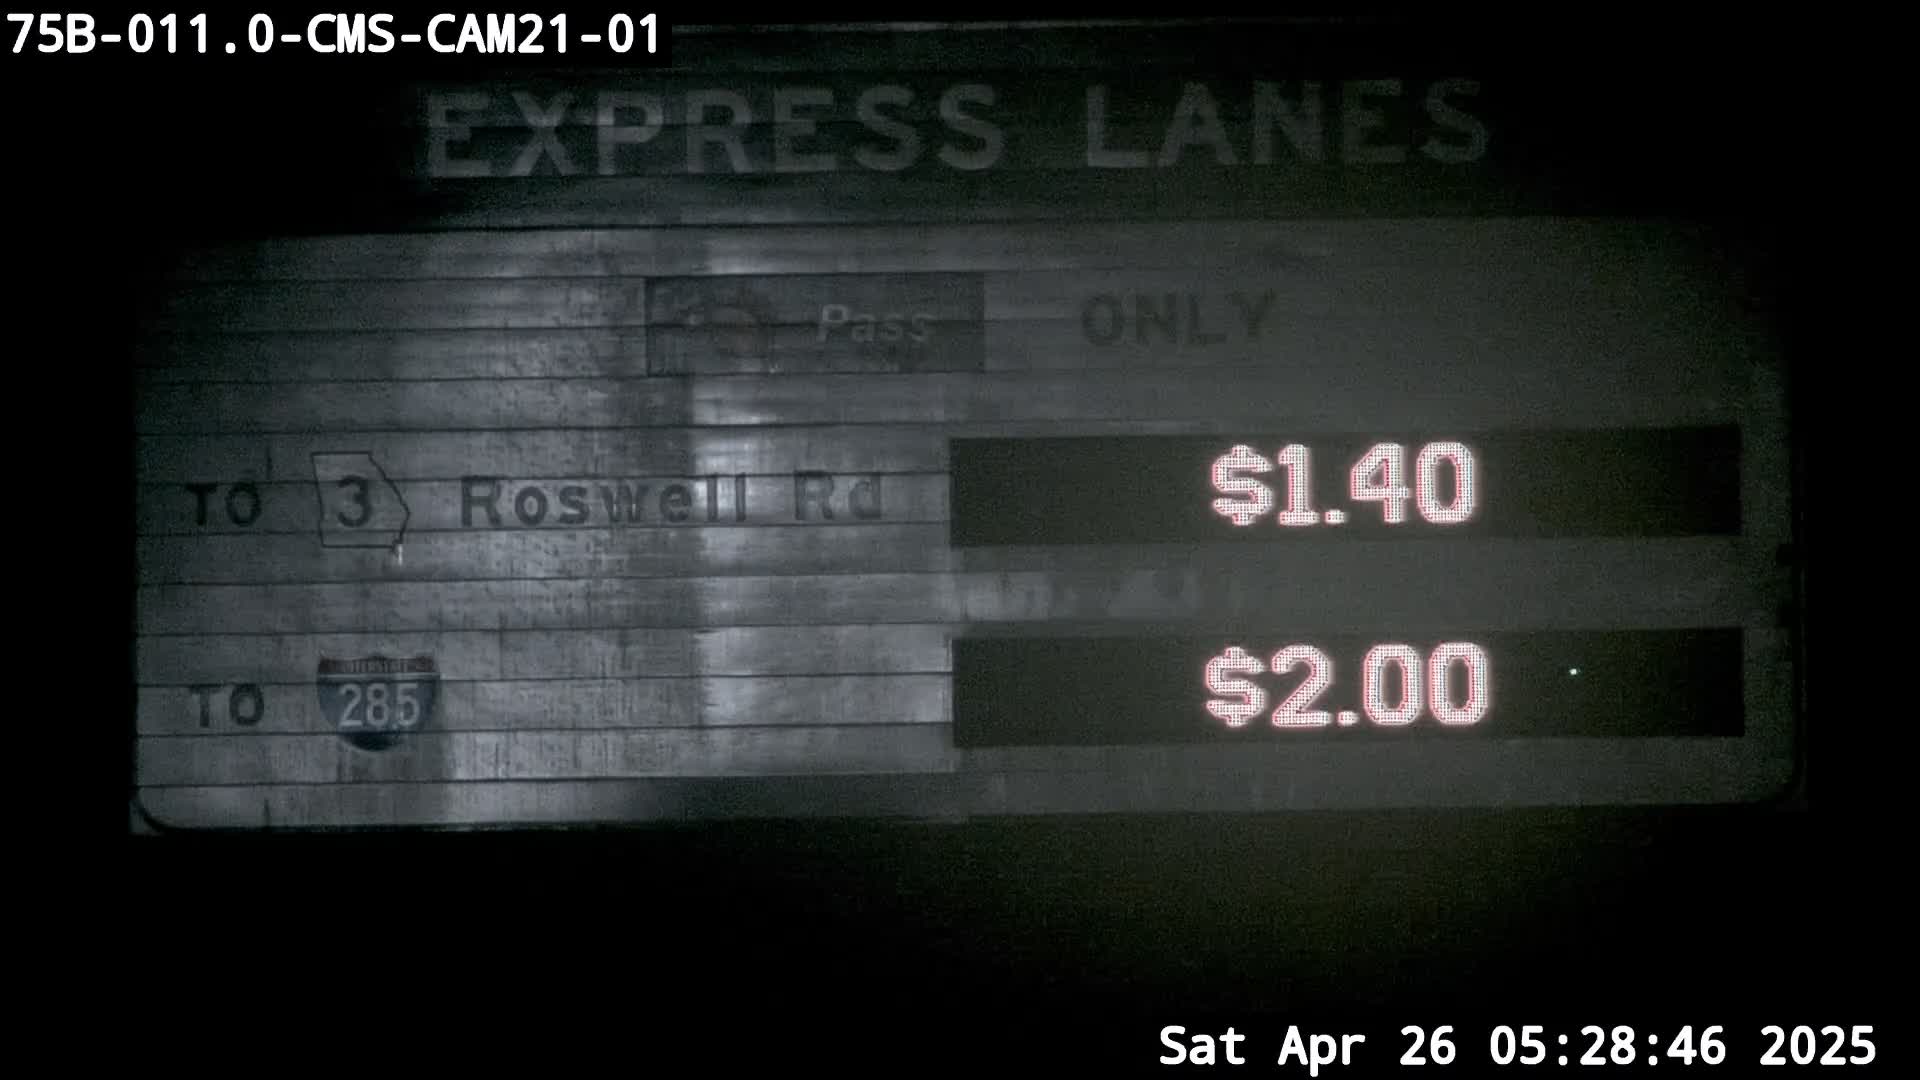 75B-011.0-CMS-CAM21-01
EXPRESS LANES
Pass ONLY
TO 3 Roswell Rd $1.40
TO 285 $2.00
Sat Apr 26 05:28:46 2025